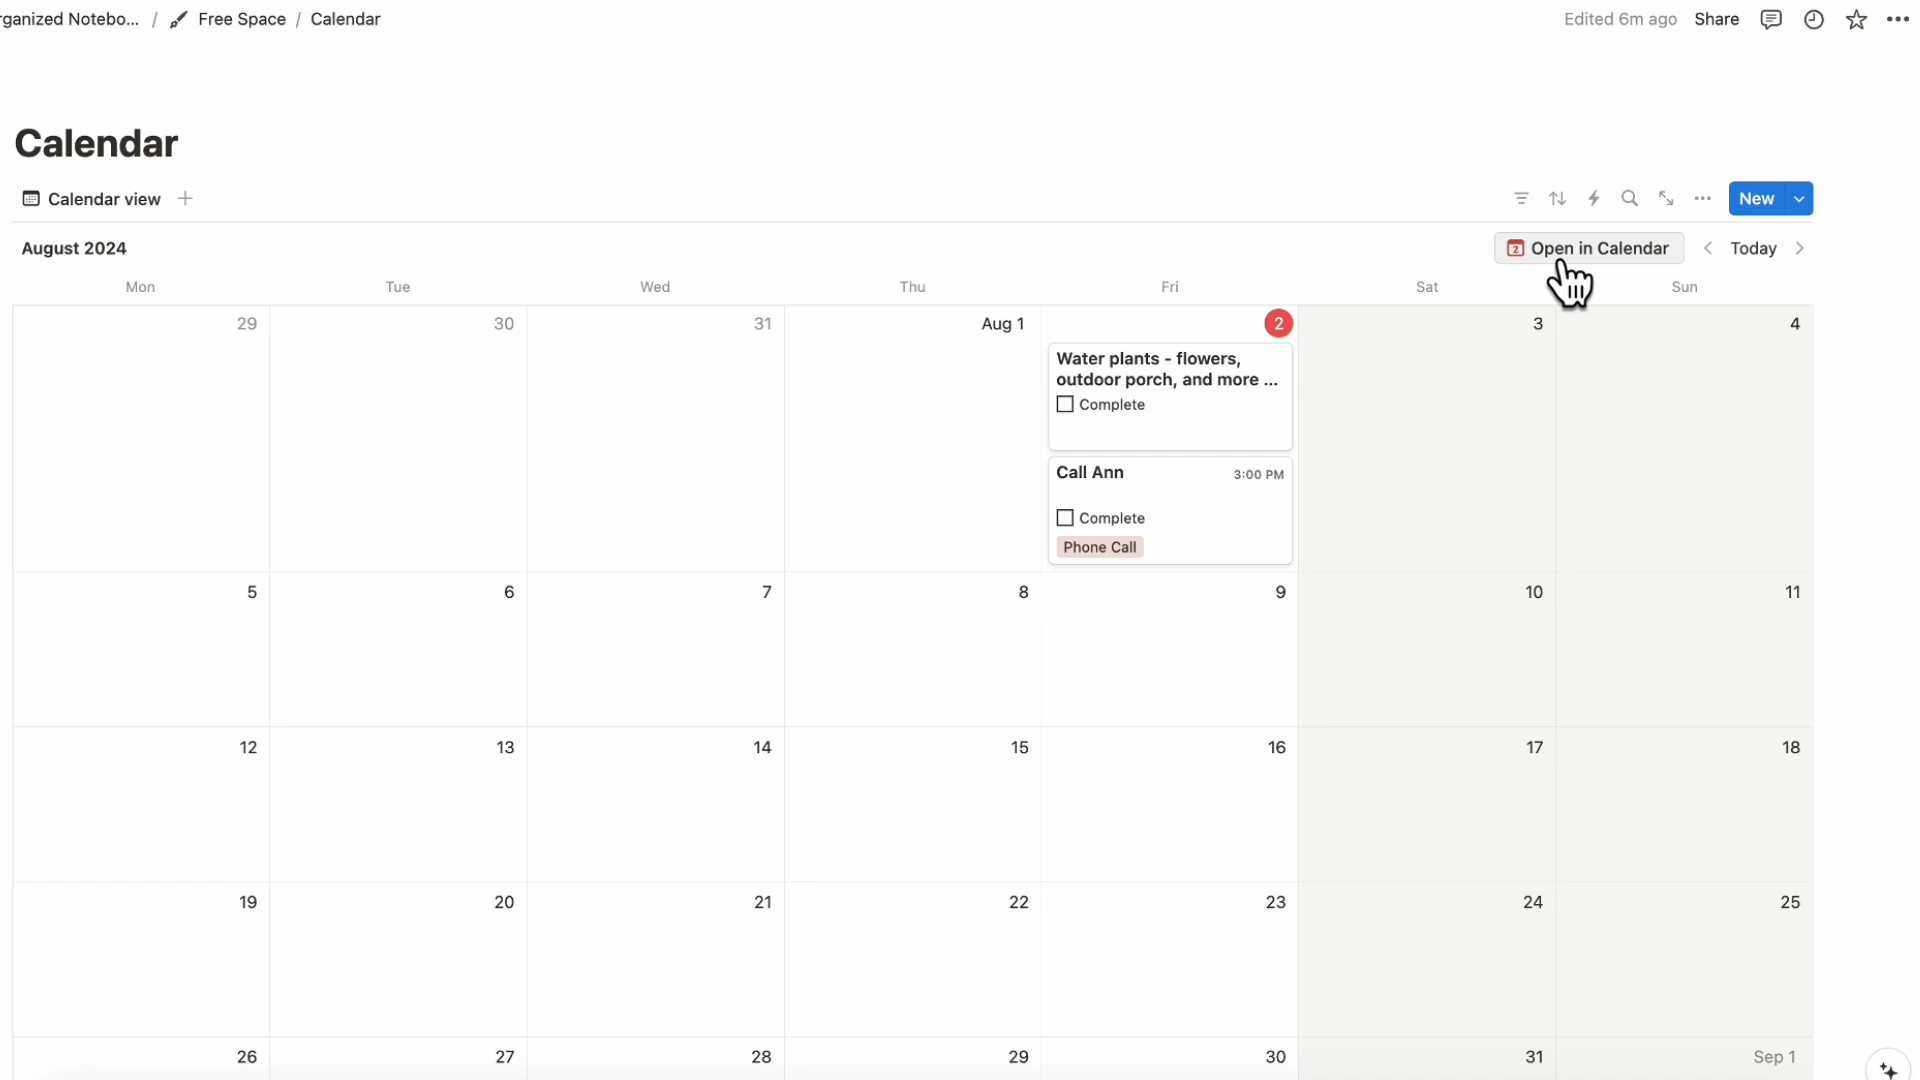 rganized Notebo... / Free Space / Calendar
Edited 6m ago Share
Calendar
Calendar view
New
August 2024
2 Open in Calendar Today
Mon Tue Wed Thu Fri Sat Sun
29 30 31 Aug 1 2 3 4
Water plants - flowers,
outdoor porch, and more ...
Complete
Call Ann 3:00 PM
Complete
Phone Call
5 6 7 8 9 10 11
12 13 14 15 16 17 18
19 20 21 22 23 24 25
26 27 28 29 30 31 Sep 1